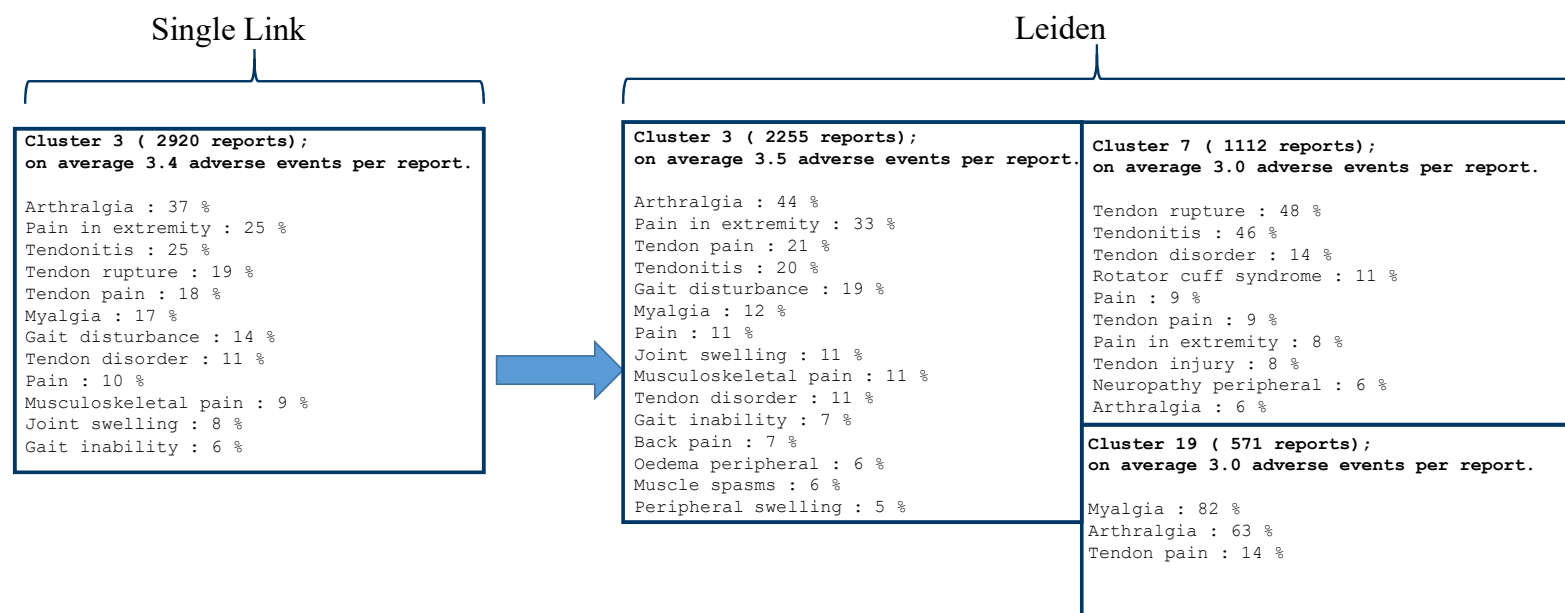 Single Link
Cluster 3 ( 2920 reports);
on average 3.4 adverse events per report.
Arthralgia : 37 %
Pain in extremity : 25 %
Tendonitis : 25 %
Tendon rupture : 19 %
Tendon pain : 18 %
Myalgia : 17 %
Gait disturbance : 14 %
Tendon disorder : 11 %
Pain : 10 %
Musculoskeletal pain : 9 %
Joint swelling : 8 %
Gait inability : 6 %
Leiden
Cluster 3 ( 2255 reports);
on average 3.5 adverse events per report.
Arthralgia : 44 %
Pain in extremity : 33 %
Tendon pain : 21 %
Tendonitis : 20 %
Gait disturbance : 19 %
Myalgia : 12 %
Pain : 11 %
Joint swelling : 11 %
Musculoskeletal pain : 11 %
Tendon disorder : 11 %
Gait inability : 7 %
Back pain : 7 %
Oedema peripheral : 6 %
Muscle spasms : 6 %
Peripheral swelling : 5 %
Cluster 7 ( 1112 reports);
on average 3.0 adverse events per report.
Tendon rupture : 48 %
Tendonitis : 46 %
Tendon disorder : 14 %
Rotator cuff syndrome : 11 %
Pain : 9 %
Tendon pain : 9 %
Pain in extremity : 8 %
Tendon injury : 8 %
Neuropathy peripheral : 6 %
Arthralgia : 6 %
Cluster 19 ( 571 reports);
on average 3.0 adverse events per report.
Myalgia : 82 %
Arthralgia : 63 %
Tendon pain : 14 %